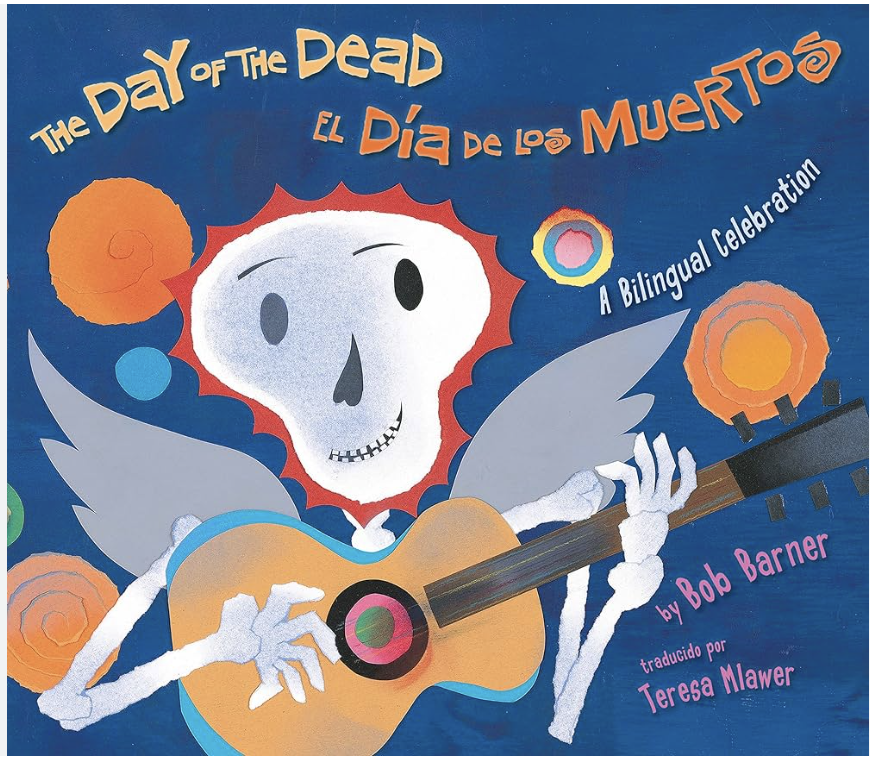 THE DAY OF THE DEAD
EL DÍA DE LOS MUERTOS
A Bilingual Celebration
by Bob Barner
traducido por
Teresa Mlawer